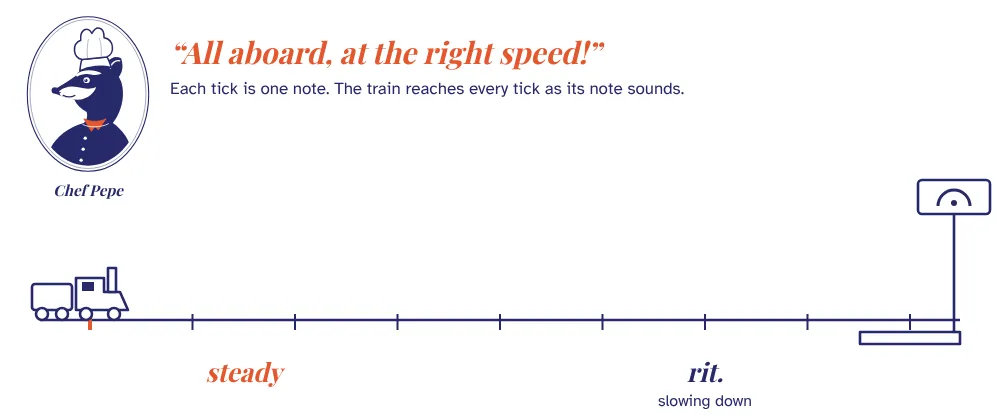 “All aboard, at the right speed!”
Each tick is one note. The train reaches every tick as its note sounds.
Chef Pepe
steady
rit.
slowing down